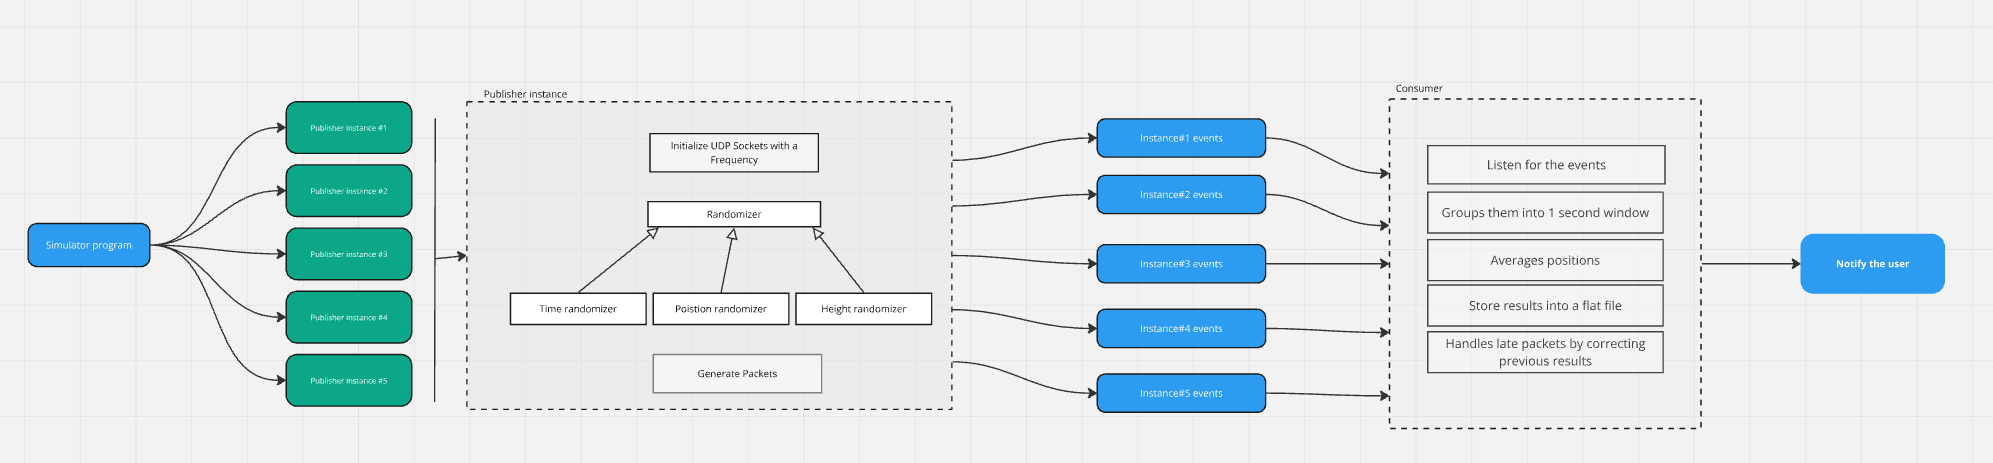 Simulator program
Publisher Instance #1
Publisher Instance #2
Publisher Instance #3
Publisher Instance #4
Publisher Instance #5
Publisher instance
Initialize UDP Sockets with a
Frequency
Randomizer
Time randomizer
Poistion randomizer
Height randomizer
Generate Packets
Instance#1 events
Instance#2 events
Instance#3 events
Instance#4 events
Instance#5 events
Consumer
Listen for the events
Groups them into 1 second window
Averages positions
Store results into a flat file
Handles late packets by correcting
previous results
Notify the user